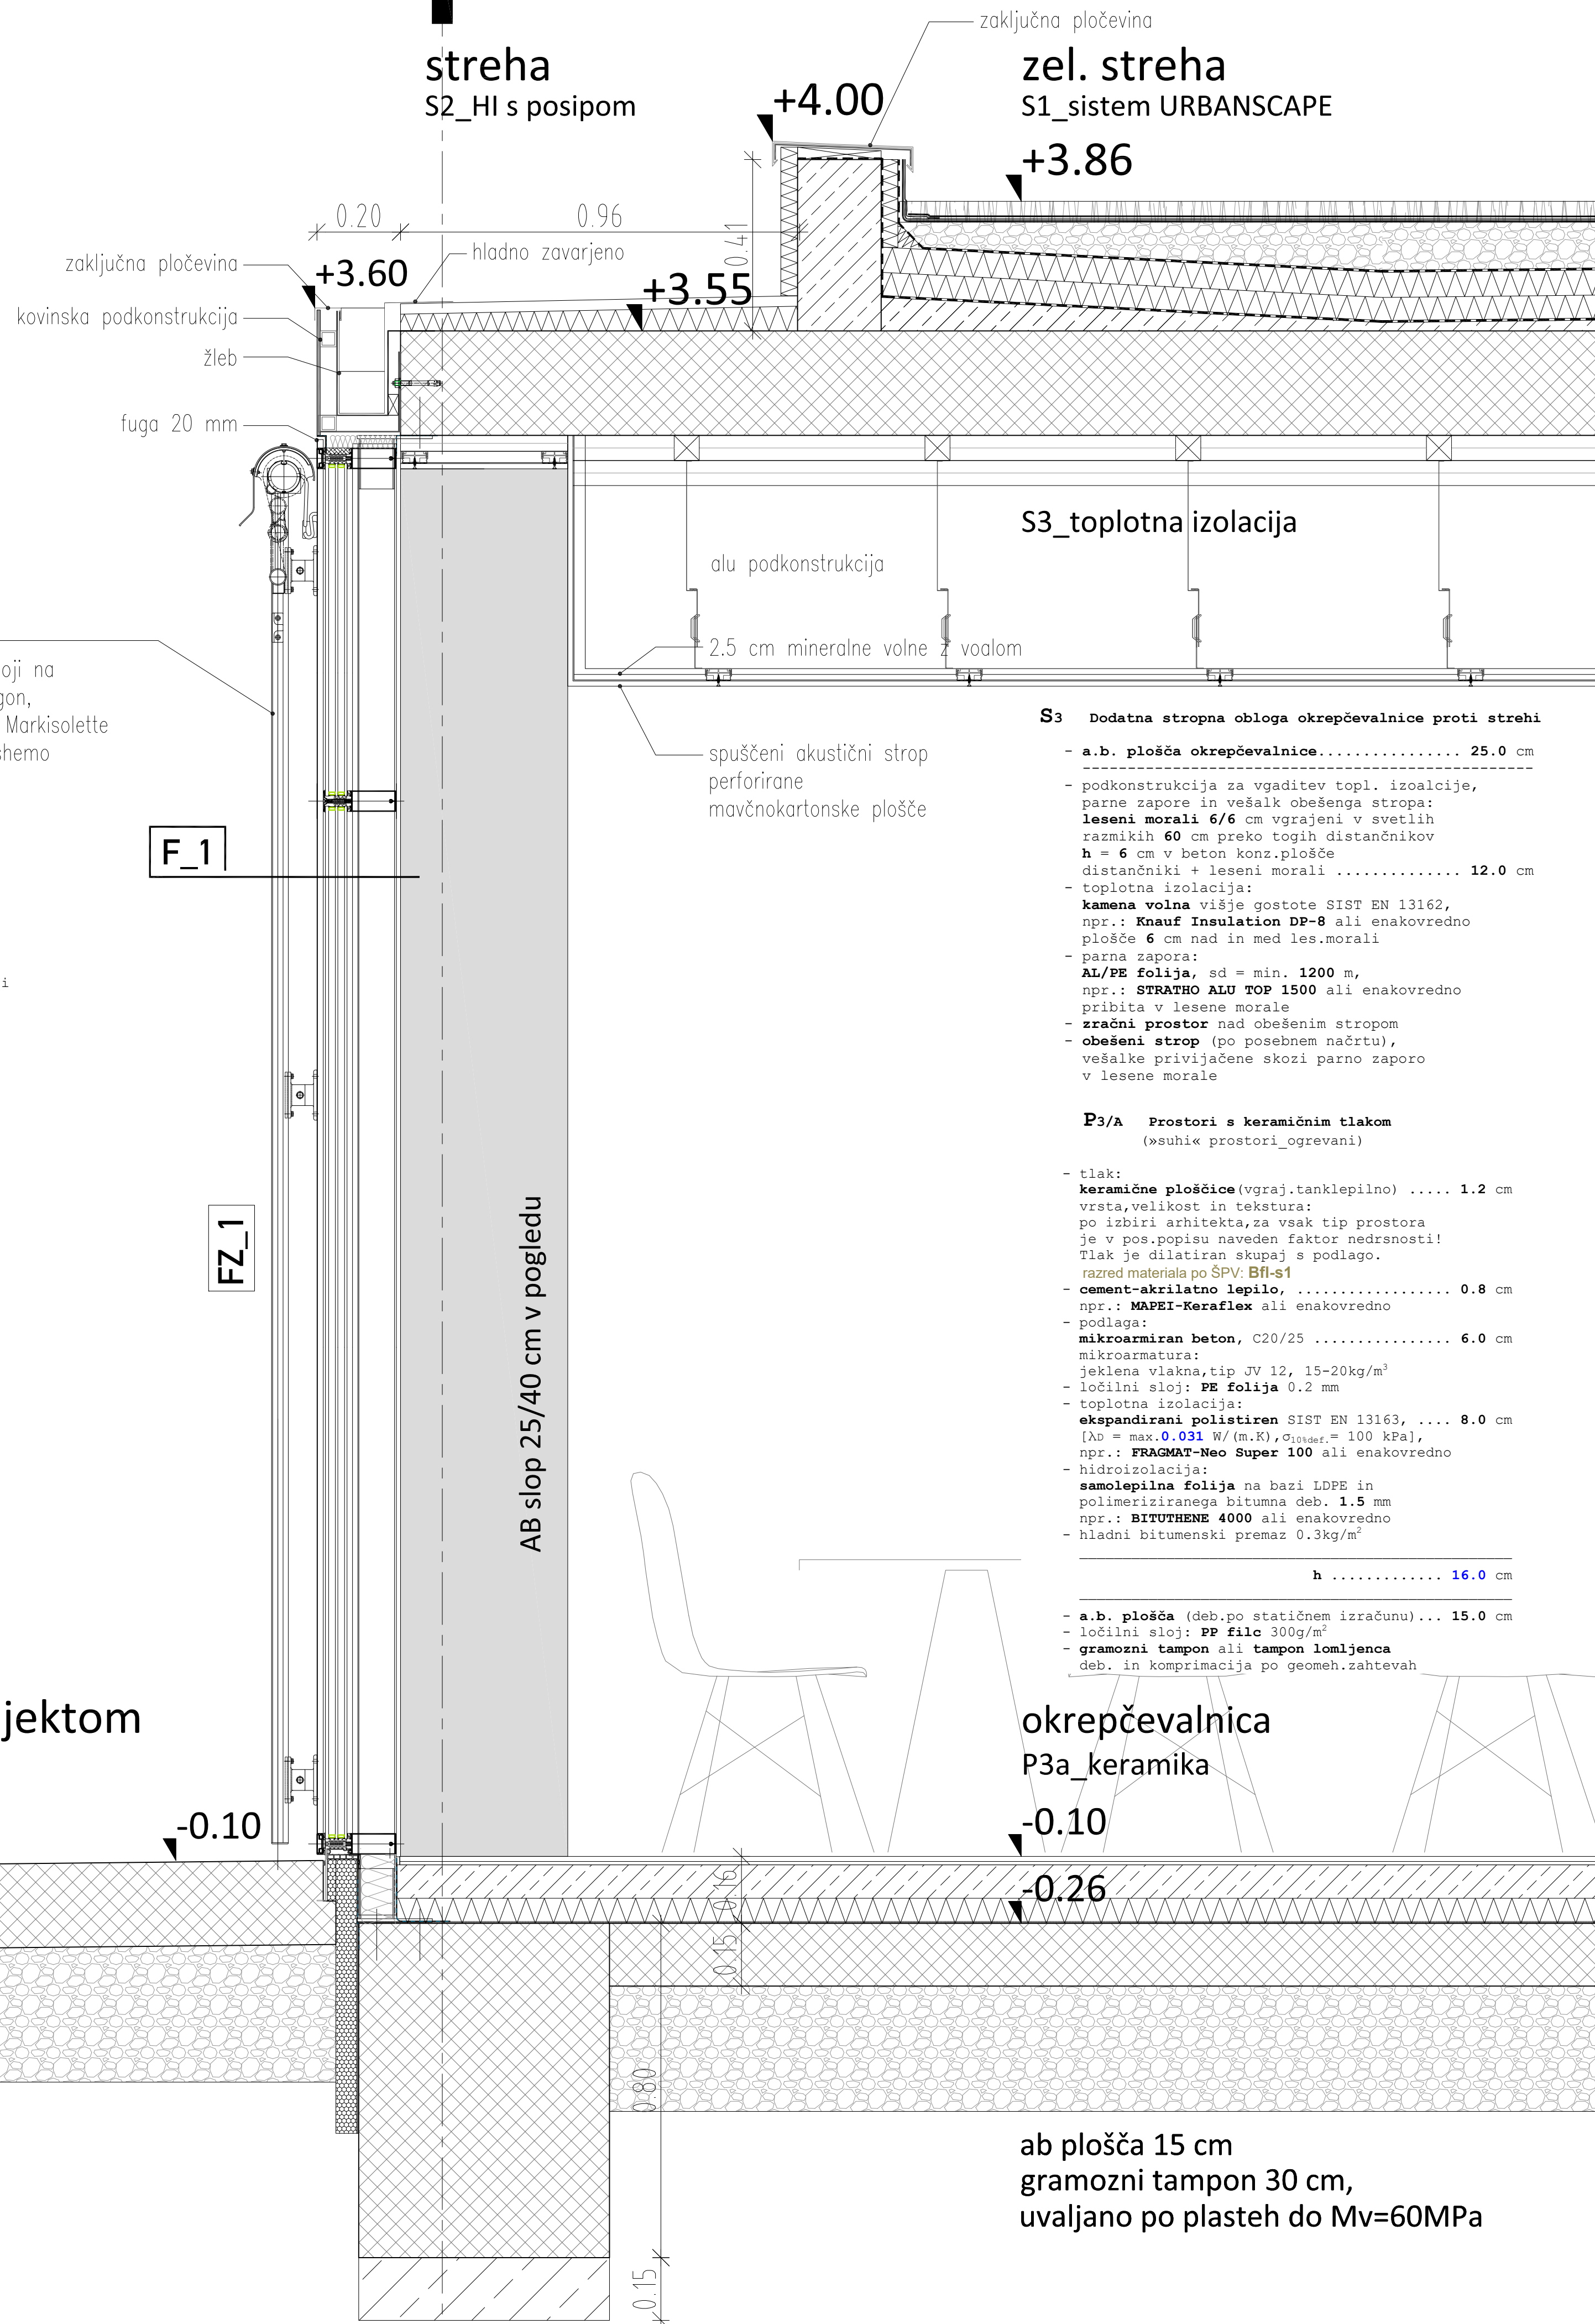 zaključna pločevina
streha
S2_HI s posipom
+4.00
zel. streha
S1_sistem URBANSCAPE
+3.86
0.20
0.96
0.41
hladno zavarjeno
zaključna pločevina
+3.60
+3.55
kovinska podkonstrukcija
žleb
fuga 20 mm
S3_toplotna izolacija
alu podkonstrukcija
2.5 cm mineralne volne z voalom
oji na
gon,
Markisolette
hemo
spuščeni akustični strop
perforirane
mavčnokartonske plošče
F_1
i
FZ_1
AB slop 25/40 cm v pogledu
S3 Dodatna stropna obloga okrepčevalnice proti strehi
- a.b. plošča okrepčevalnice................ 25.0 cm
--------------------------------------------------
- podkonstrukcija za vgaditev topl. izoalcije,
parne zapore in vešalk obešenga stropa:
leseni morali 6/6 cm vgrajeni v svetlih
razmikih 60 cm preko togih distančnikov
h = 6 cm v beton konz.plošče
distančniki + leseni morali .............. 12.0 cm
- toplotna izolacija:
kamena volna višje gostote SIST EN 13162,
npr.: Knauf Insulation DP-8 ali enakovredno
plošče 6 cm nad in med les.morali
- parna zapora:
AL/PE folija, sd = min. 1200 m,
npr.: STRATHO ALU TOP 1500 ali enakovredno
pribita v lesene morale
- zračni prostor nad obešenim stropom
- obešeni strop (po posebnem načrtu),
vešalke privijačene skozi parno zaporo
v lesene morale
P3/A Prostori s keramičnim tlakom
(»suhi« prostori_ogrevani)
- tlak:
keramične ploščice(vgraj.tanklepilno) ..... 1.2 cm
vrsta,velikost in tekstura:
po izbiri arhitekta,za vsak tip prostora
je v pos.popisu naveden faktor nedrsnosti!
Tlak je dilatiran skupaj s podlago.
razred materiala po ŠPV: Bfl-s1
- cement-akrilatno lepilo, ................. 0.8 cm
npr.: MAPEI-Keraflex ali enakovredno
- podlaga:
mikroarmiran beton, C20/25 ............... 6.0 cm
mikroarmatura:
jeklena vlakna,tip JV 12, 15-20kg/m³
- ločilni sloj: PE folija 0.2 mm
- toplotna izolacija:
ekspandirani polistiren SIST EN 13163, .... 8.0 cm
[λD = max.0.031 W/(m.K),σ10%def.= 100 kPa],
npr.: FRAGMAT-Neo Super 100 ali enakovredno
- hidroizolacija:
samolepilna folija na bazi LDPE in
polimeriziranega bitumna deb. 1.5 mm
npr.: BITUTHENE 4000 ali enakovredno
- hladni bitumenski premaz 0.3kg/m²
h ............. 16.0 cm
- a.b. plošča (deb.po statičnem izračunu)... 15.0 cm
- ločilni sloj: PP filc 300g/m²
- gramozni tampon ali tampon lomljenca
deb. in komprimacija po geomeh.zahtevah
jektom
okrepčevalnica
P3a_keramika
-0.10
-0.10
0.16
-0.26
0.15
0.80
ab plošča 15 cm
gramozni tampon 30 cm,
uvaljano po plasteh do Mv=60MPa
0.15